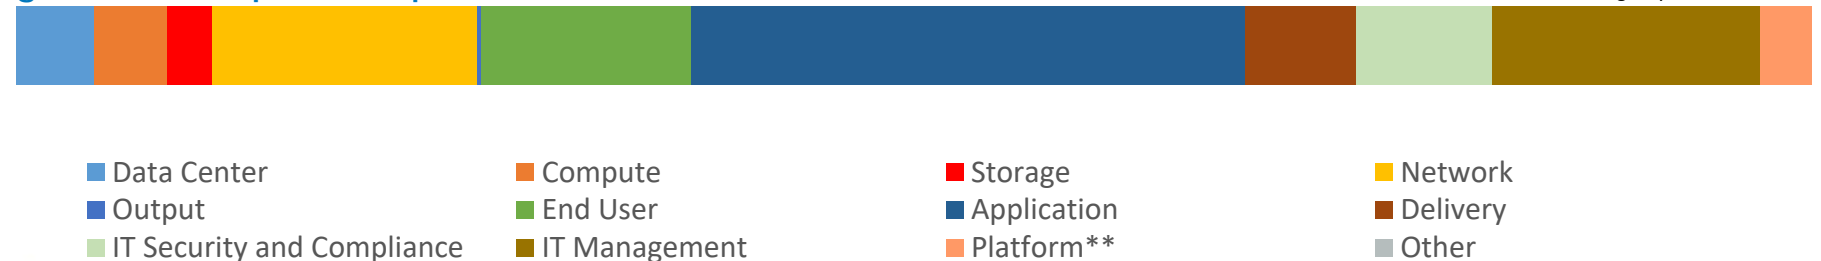 Data Center
Compute
Storage
Network
Output
End User
Application
Delivery
IT Security and Compliance
IT Management
Platform**
Other